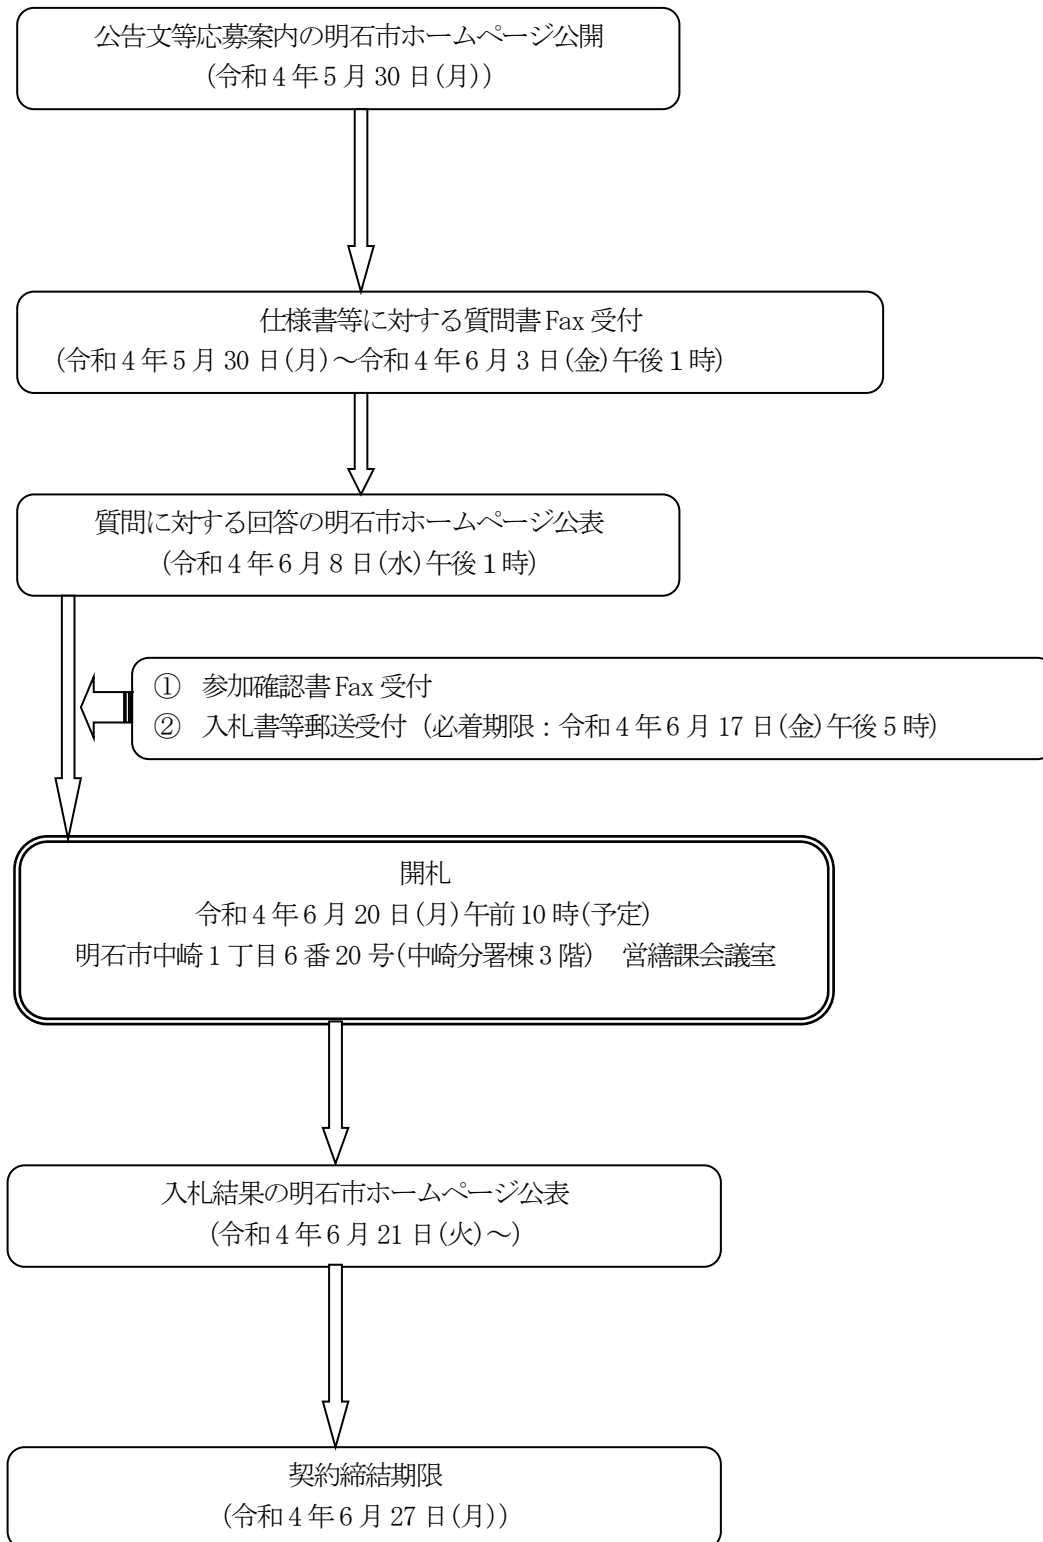 公告文等応募案内の明石市ホームページ公開
(令和4年5月30日(月))
仕様書等に対する質問書Fax受付
(令和4年5月30日(月)～令和4年6月3日(金)午後1時)
質問に対する回答の明石市ホームページ公表
(令和4年6月8日(水)午後1時)
① 参加確認書Fax受付
② 入札書等郵送受付（必着期限：令和4年6月17日(金)午後5時)
開札
令和4年6月20日(月)午前10時(予定)
明石市中崎1丁目6番20号(中崎分署棟3階)　営繕課会議室
入札結果の明石市ホームページ公表
(令和4年6月21日(火)～)
契約締結期限
(令和4年6月27日(月))